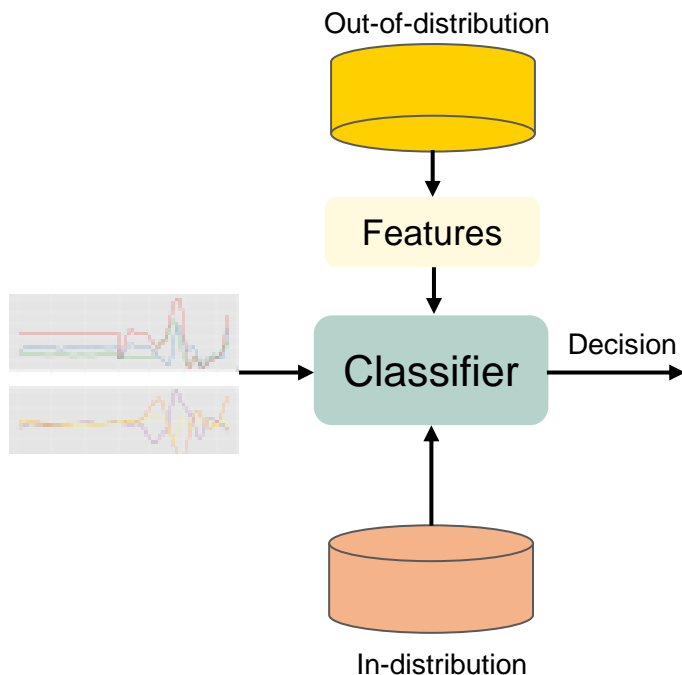 Out-of-distribution
Features
Classifier
Decision
In-distribution